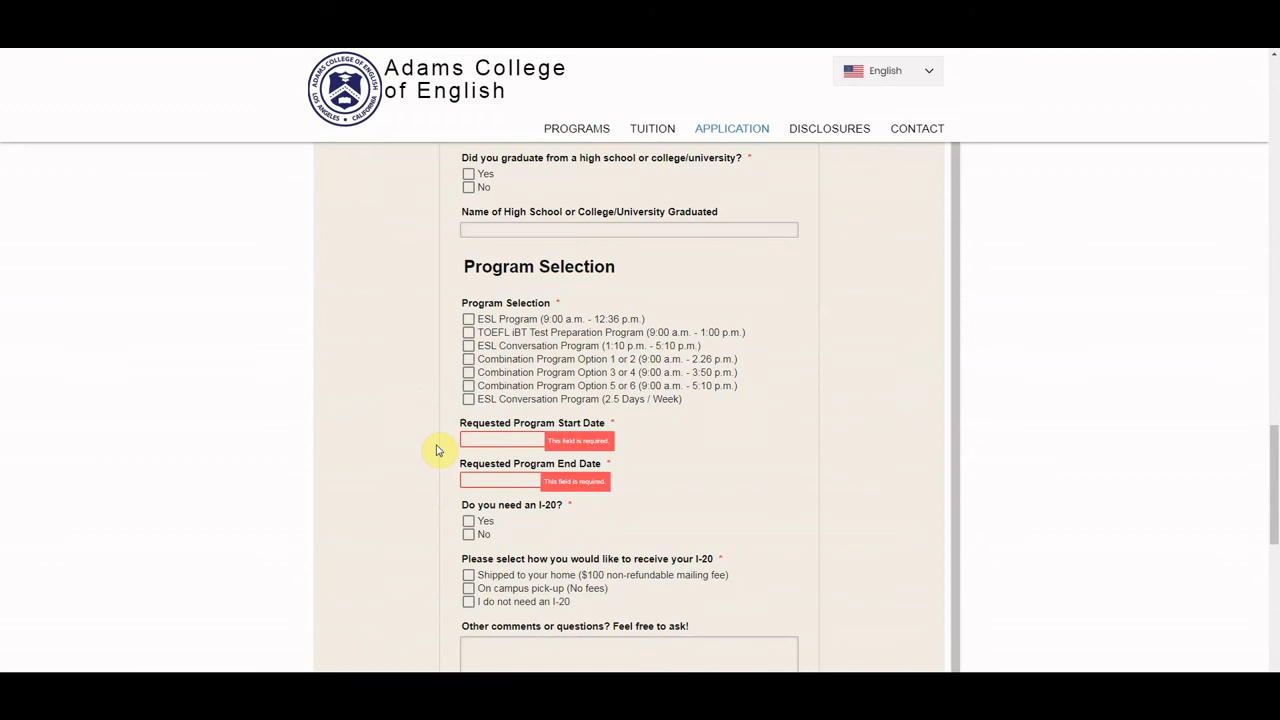 Adams College
of English
ADAMS COLLEGE OF ENGLISH
LOS ANGELES CALIFORNIA
English
PROGRAMS TUITION APPLICATION DISCLOSURES CONTACT
Did you graduate from a high school or college/university? *
Yes
No
Name of High School or College/University Graduated
Program Selection
Program Selection *
ESL Program (9:00 a.m. - 12:36 p.m.)
TOEFL iBT Test Preparation Program (9:00 a.m. - 1:00 p.m.)
ESL Conversation Program (1:10 p.m. - 5:10 p.m.)
Combination Program Option 1 or 2 (9:00 a.m. - 2.26 p.m.)
Combination Program Option 3 or 4 (9:00 a.m. - 3:50 p.m.)
Combination Program Option 5 or 6 (9:00 a.m. - 5:10 p.m.)
ESL Conversation Program (2.5 Days / Week)
Requested Program Start Date *
This field is required.
Requested Program End Date *
This field is required.
Do you need an I-20? *
Yes
No
Please select how you would like to receive your I-20 *
Shipped to your home ($100 non-refundable mailing fee)
On campus pick-up (No fees)
I do not need an I-20
Other comments or questions? Feel free to ask!